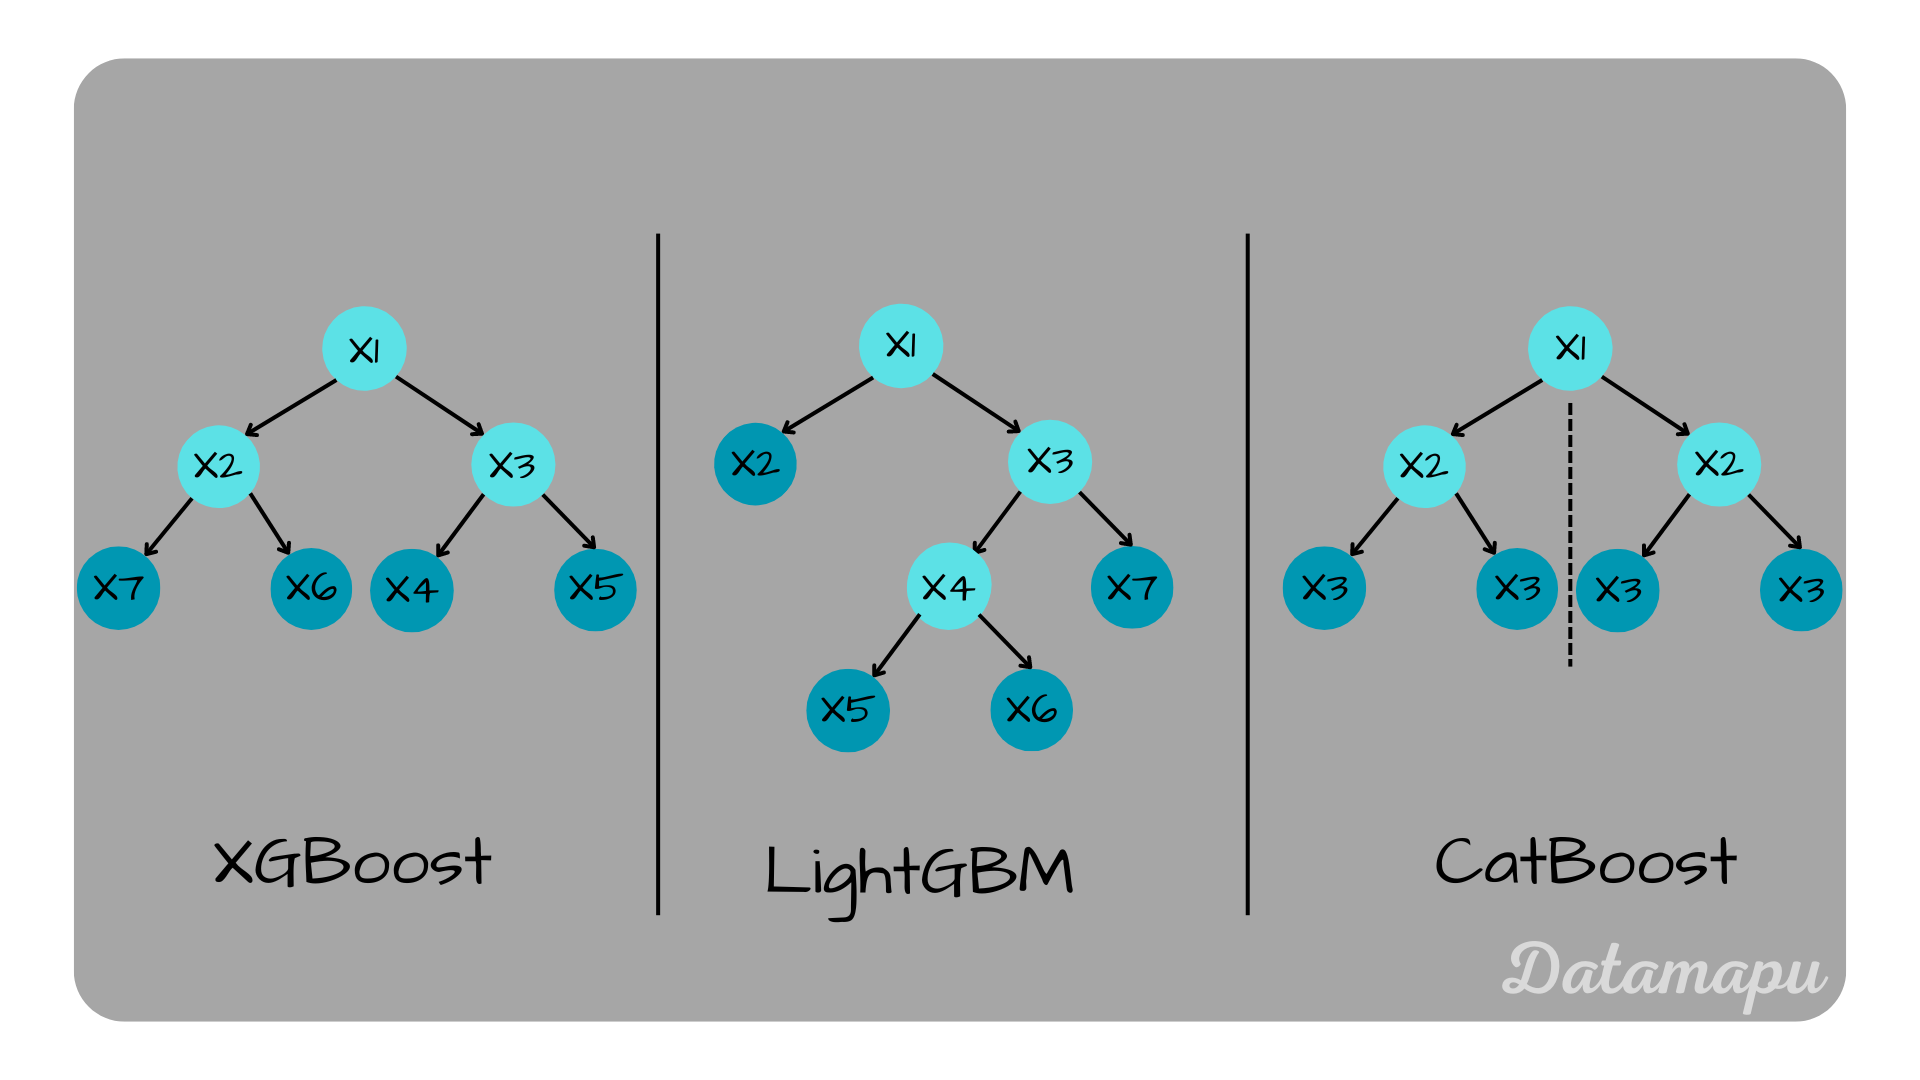 X1
X2
X3
X7
X6
X4
X5
XGBoost
X1
X2
X3
X4
X7
X5
X6
LightGBM
X1
X2
X2
X3
X3
X3
X3
CatBoost
Datamapu